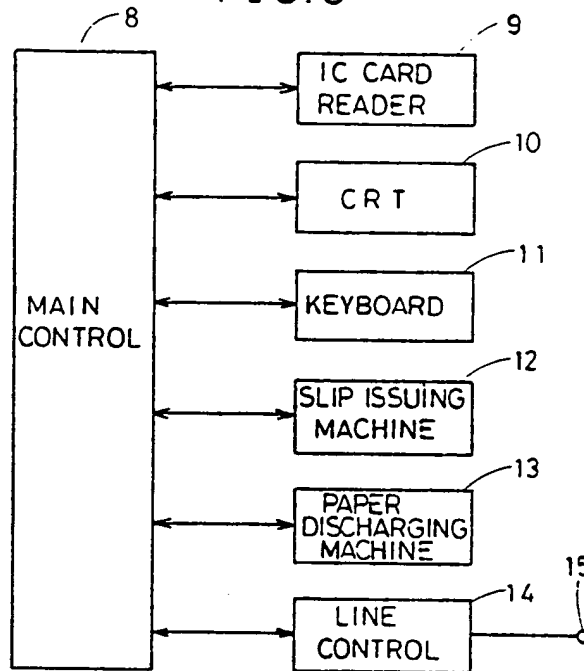 8
9
IC CARD
READER
10
CRT
11
KEYBOARD
MAIN
CONTROL
12
SLIP ISSUING
MACHINE
13
PAPER
DISCHARGING
MACHINE
14
15
LINE
CONTROL